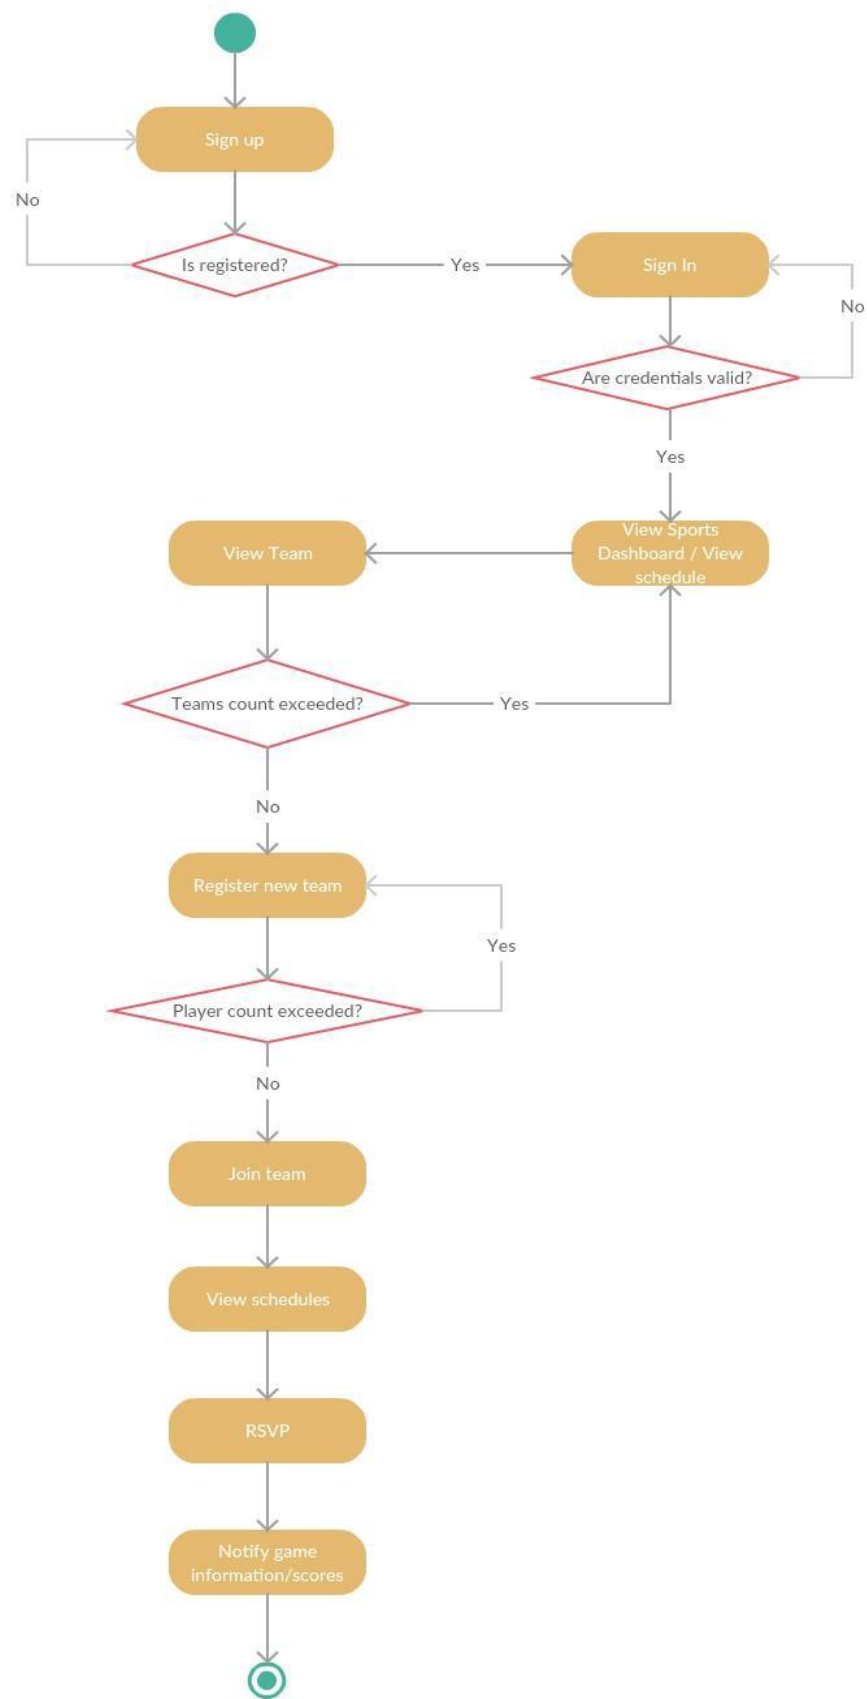 Sign up
No
Is registered?
Yes
Sign In
No
Are credentials valid?
Yes
View Team
View Sports
Dashboard / View
schedule
Teams count exceeded?
Yes
No
Register new team
Yes
Player count exceeded?
No
Join team
View schedules
RSVP
Notify game
information/scores